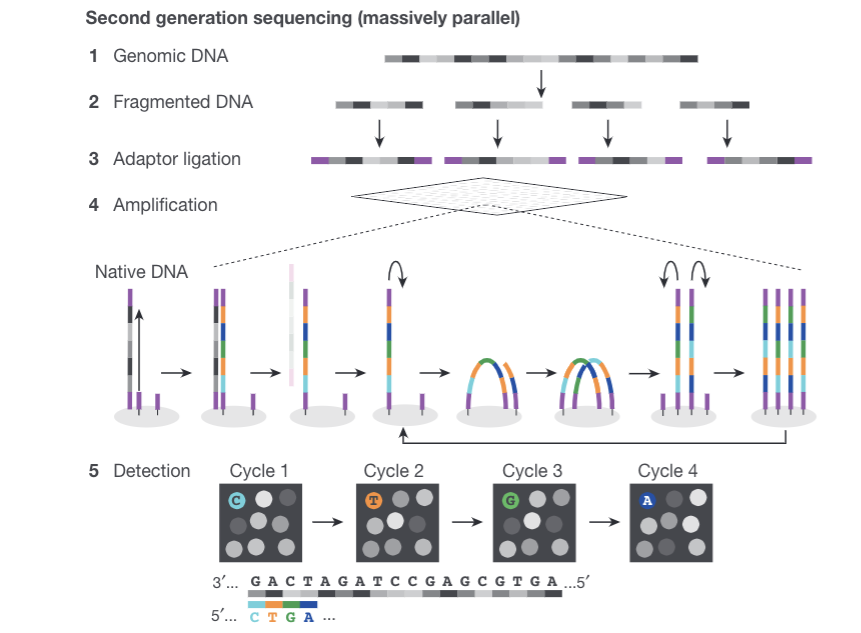 Second generation sequencing (massively parallel)
1 Genomic DNA
2 Fragmented DNA
3 Adaptor ligation
4 Amplification
Native DNA
5 Detection
Cycle 1 Cycle 2 Cycle 3 Cycle 4
C T G A
3′... G A C T A G A T C C G A G C G T G A ...5′
5′... C T G A ...